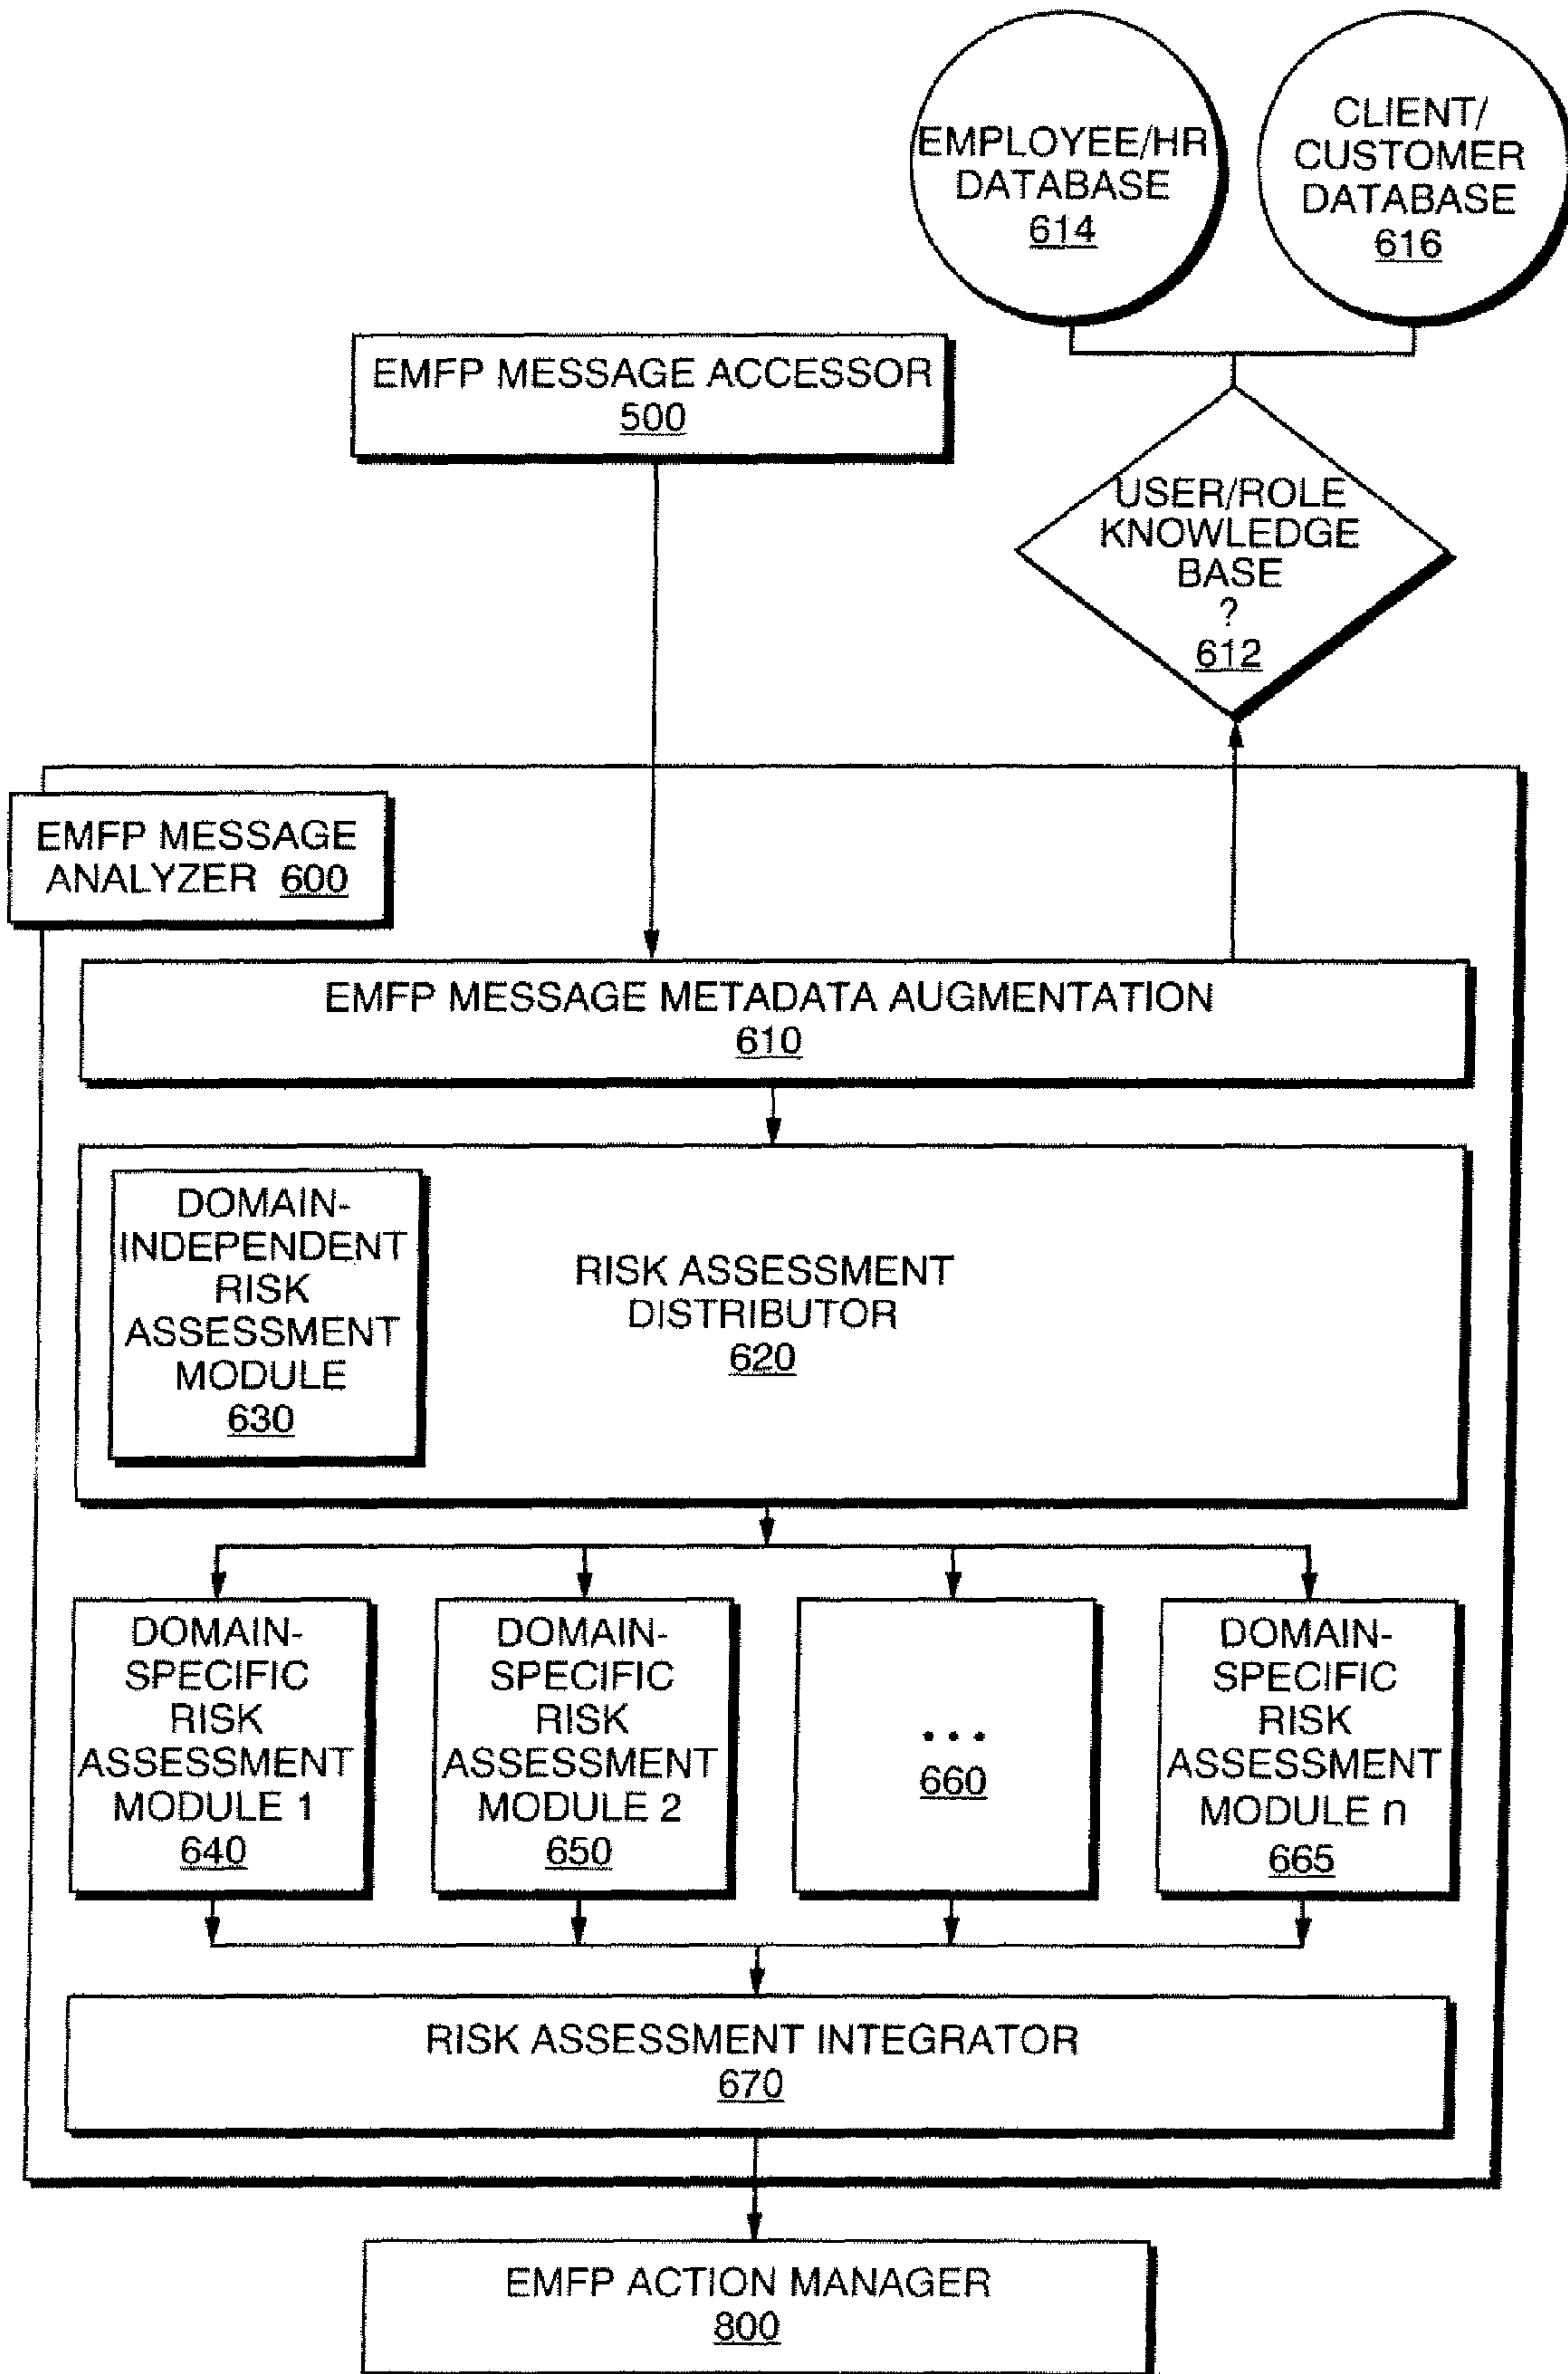 EMPLOYEE/HR
DATABASE
614
CLIENT/
CUSTOMER
DATABASE
616
EMFP MESSAGE ACCESSOR
500
USER/ROLE
KNOWLEDGE
BASE
?
612
EMFP MESSAGE
ANALYZER 600
EMFP MESSAGE METADATA AUGMENTATION
610
DOMAIN-
INDEPENDENT
RISK
ASSESSMENT
MODULE
630
RISK ASSESSMENT
DISTRIBUTOR
620
DOMAIN-
SPECIFIC
RISK
ASSESSMENT
MODULE 1
640
DOMAIN-
SPECIFIC
RISK
ASSESSMENT
MODULE 2
650
...
660
DOMAIN-
SPECIFIC
RISK
ASSESSMENT
MODULE n
665
RISK ASSESSMENT INTEGRATOR
670
EMFP ACTION MANAGER
800